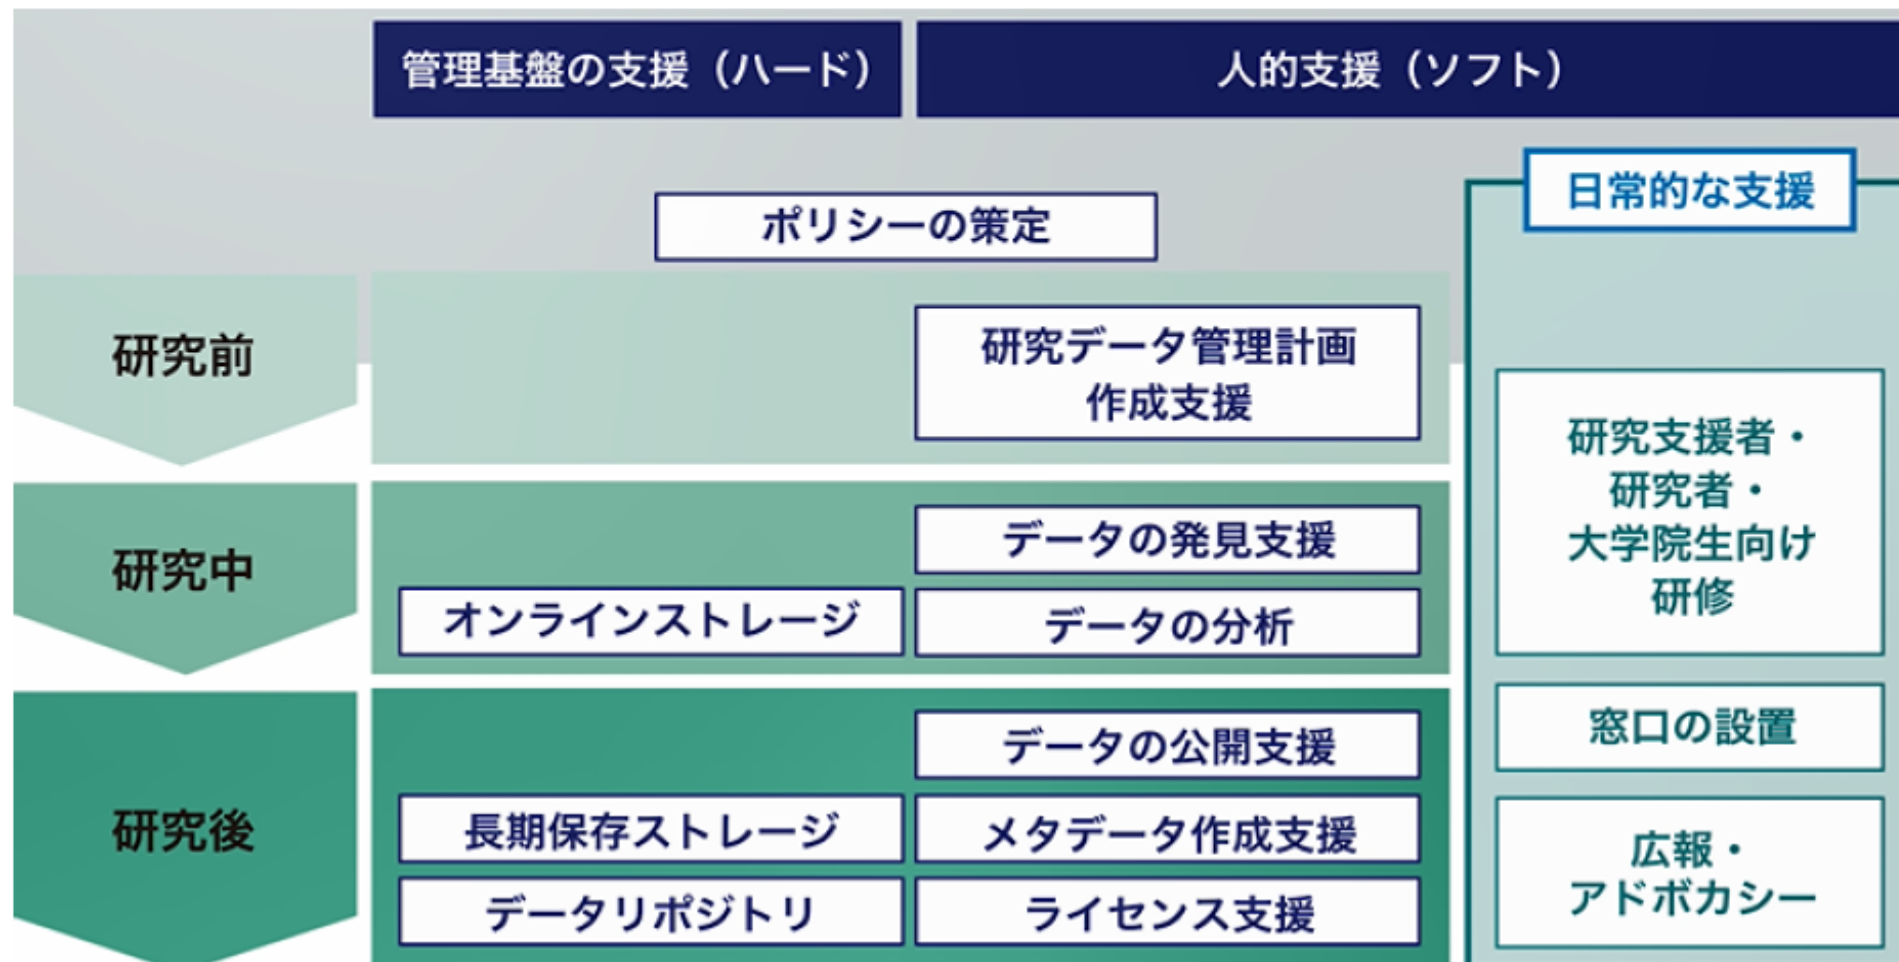 管理基盤の支援（ハード）
人的支援（ソフト）
日常的な支援
ポリシーの策定
研究前
研究データ管理計画
作成支援
研究支援者・
研究者・
大学院生向け
研修
研究中
データの発見支援
オンラインストレージ
データの分析
窓口の設置
研究後
データの公開支援
長期保存ストレージ
メタデータ作成支援
データリポジトリ
ライセンス支援
広報・
アドボカシー